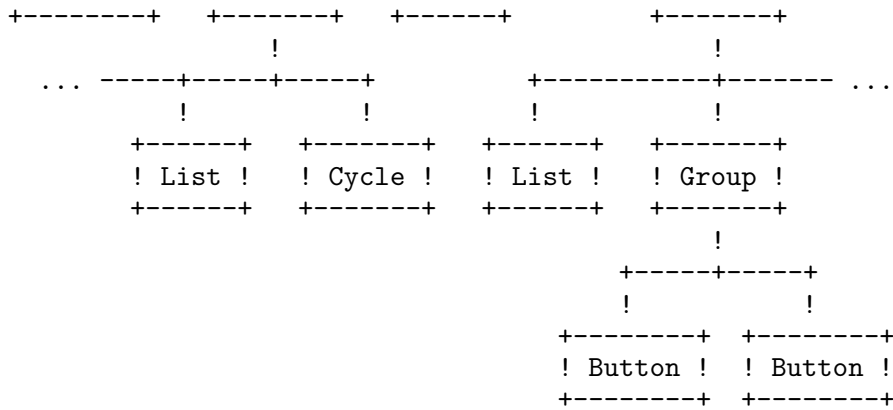 +--------+   +-------+   +------+         +-------+
                 !                            !
  ... -----+-----+-----+          +-----------+------- ...
           !           !          !           !
        +------+   +-------+   +------+   +-------+
        ! List !   ! Cycle !   ! List !   ! Group !
        +------+   +-------+   +------+   +-------+
                                              !
                                        +-----+-----+
                                        !           !
                                    +--------+  +--------+
                                    ! Button !  ! Button !
                                    +--------+  +--------+